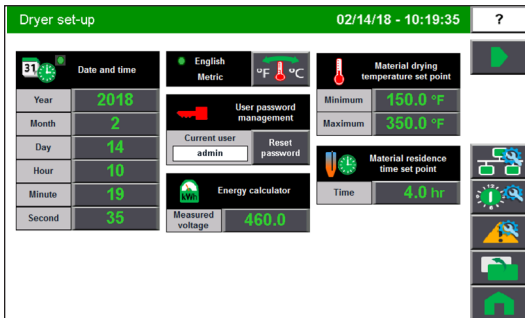 Dryer set-up
02/14/18 - 10:19:35
?
31
Date and time
Year 2018
Month 2
Day 14
Hour 10
Minute 19
Second 35
English
Metric
ºF ºC
User password
management
Current user
admin
Reset
password
kWh
Energy calculator
Measured
voltage
460.0
Material drying
temperature set point
Minimum 150.0 °F
Maximum 350.0 °F
Material residence
time set point
Time 4.0 hr